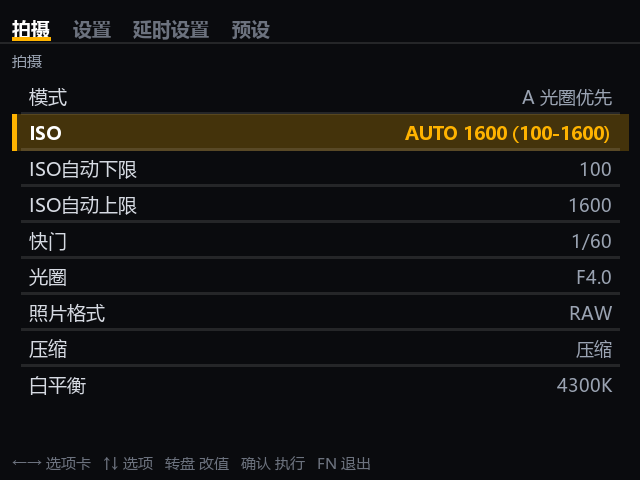 拍摄 设置 延时设置 预设
拍摄
模式 A 光圈优先
ISO AUTO 1600 (100-1600)
ISO自动下限 100
ISO自动上限 1600
快门 1/60
光圈 F4.0
照片格式 RAW
压缩 压缩
白平衡 4300K
←→ 选项卡 ↑↓ 选项 转盘 改值 确认 执行 FN 退出